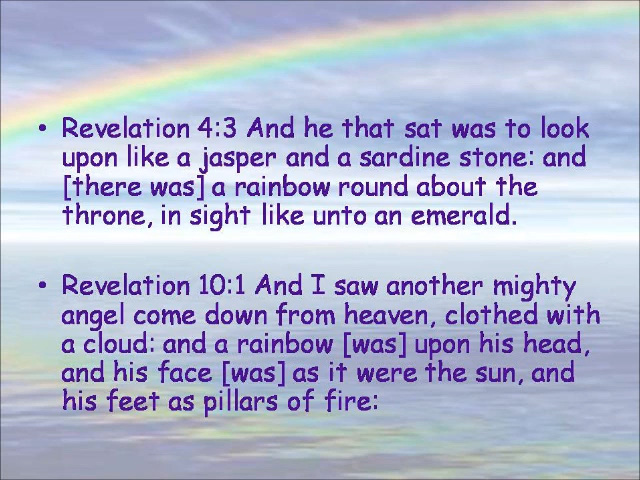 • Revelation 4:3 And he that sat was to look
upon like a jasper and a sardine stone: and
[there was] a rainbow round about the
throne, in sight like unto an emerald.
• Revelation 10:1 And I saw another mighty
angel come down from heaven, clothed with
a cloud: and a rainbow [was] upon his head,
and his face [was] as it were the sun, and
his feet as pillars of fire: